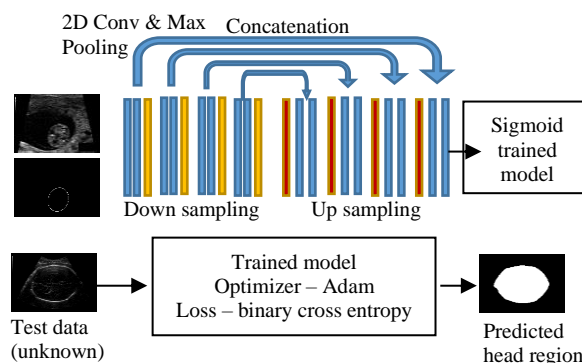 2D Conv & Max
Pooling
Concatenation
Sigmoid
trained
model
Down sampling
Up sampling
Trained model
Optimizer – Adam
Loss – binary cross entropy
Test data
(unknown)
Predicted
head region